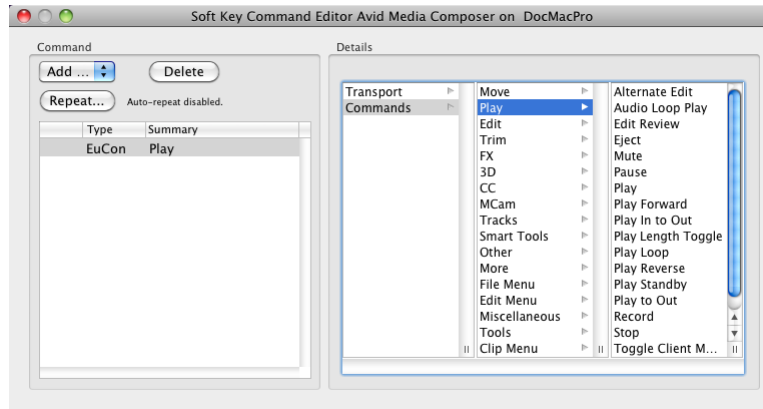 Soft Key Command Editor Avid Media Composer on DocMacPro
Command
Details
Add ...
Delete
Repeat...
Auto-repeat disabled.
Type Summary
EuCon Play
Transport
Commands
Move
Play
Edit
Trim
FX
3D
CC
MCam
Tracks
Smart Tools
Other
More
File Menu
Edit Menu
Miscellaneous
Tools
Clip Menu
Alternate Edit
Audio Loop Play
Edit Review
Eject
Mute
Pause
Play
Play Forward
Play In to Out
Play Length Toggle
Play Loop
Play Reverse
Play Standby
Play to Out
Record
Stop
Toggle Client M...